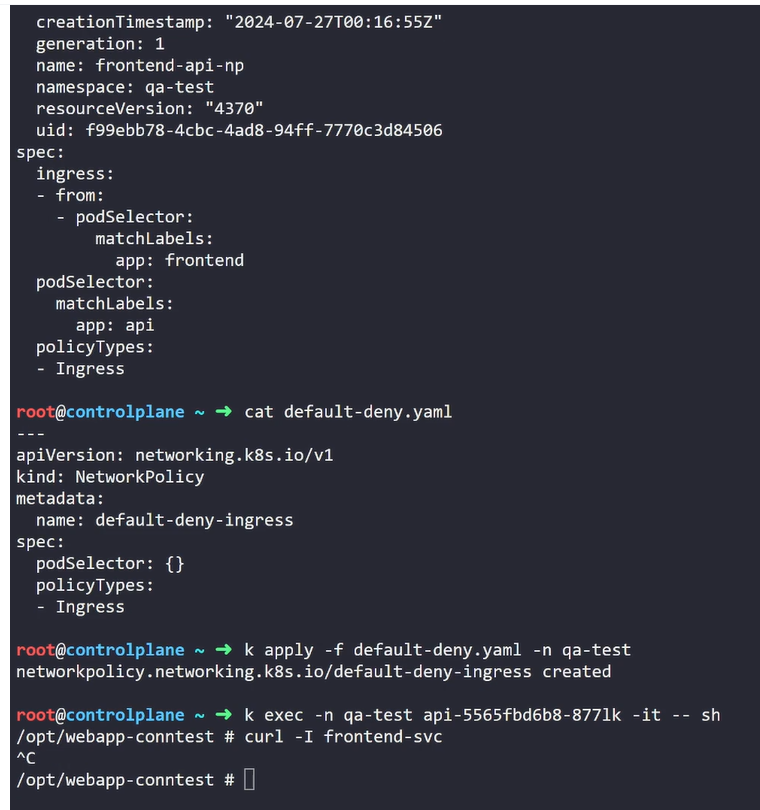 creationTimestamp: "2024-07-27T00:16:55Z"
generation: 1
name: frontend-api-np
namespace: qa-test
resourceVersion: "4370"
uid: f99ebb78-4cbc-4ad8-94ff-7770c3d84506
spec:
ingress:
- from:
- podSelector:
matchLabels:
app: frontend
podSelector:
matchLabels:
app: api
policyTypes:
- Ingress
root@controlplane ~ ➜ cat default-deny.yaml
---
apiVersion: networking.k8s.io/v1
kind: NetworkPolicy
metadata:
name: default-deny-ingress
spec:
podSelector: {}
policyTypes:
- Ingress
root@controlplane ~ ➜ k apply -f default-deny.yaml -n qa-test
networkpolicy.networking.k8s.io/default-deny-ingress created
root@controlplane ~ ➜ k exec -n qa-test api-5565fbd6b8-877lk -it -- sh
/opt/webapp-conntest # curl -I frontend-svc
^C
/opt/webapp-conntest #